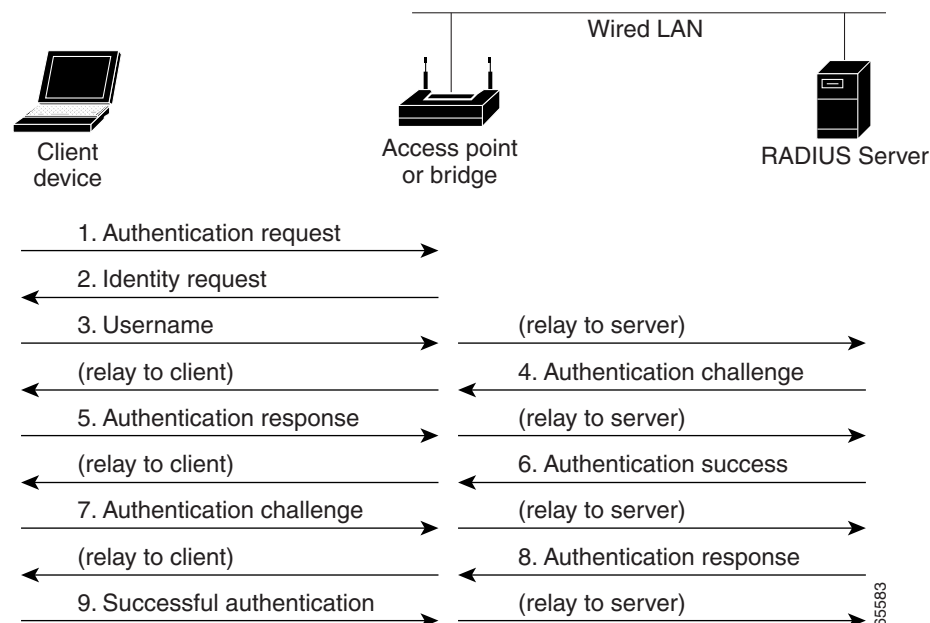 Wired LAN
Client
device
Access point
or bridge
RADIUS Server
1. Authentication request
2. Identity request
3. Username
(relay to server)
(relay to client)
4. Authentication challenge
5. Authentication response
(relay to server)
(relay to client)
6. Authentication success
7. Authentication challenge
(relay to server)
(relay to client)
8. Authentication response
9. Successful authentication
(relay to server)
65583